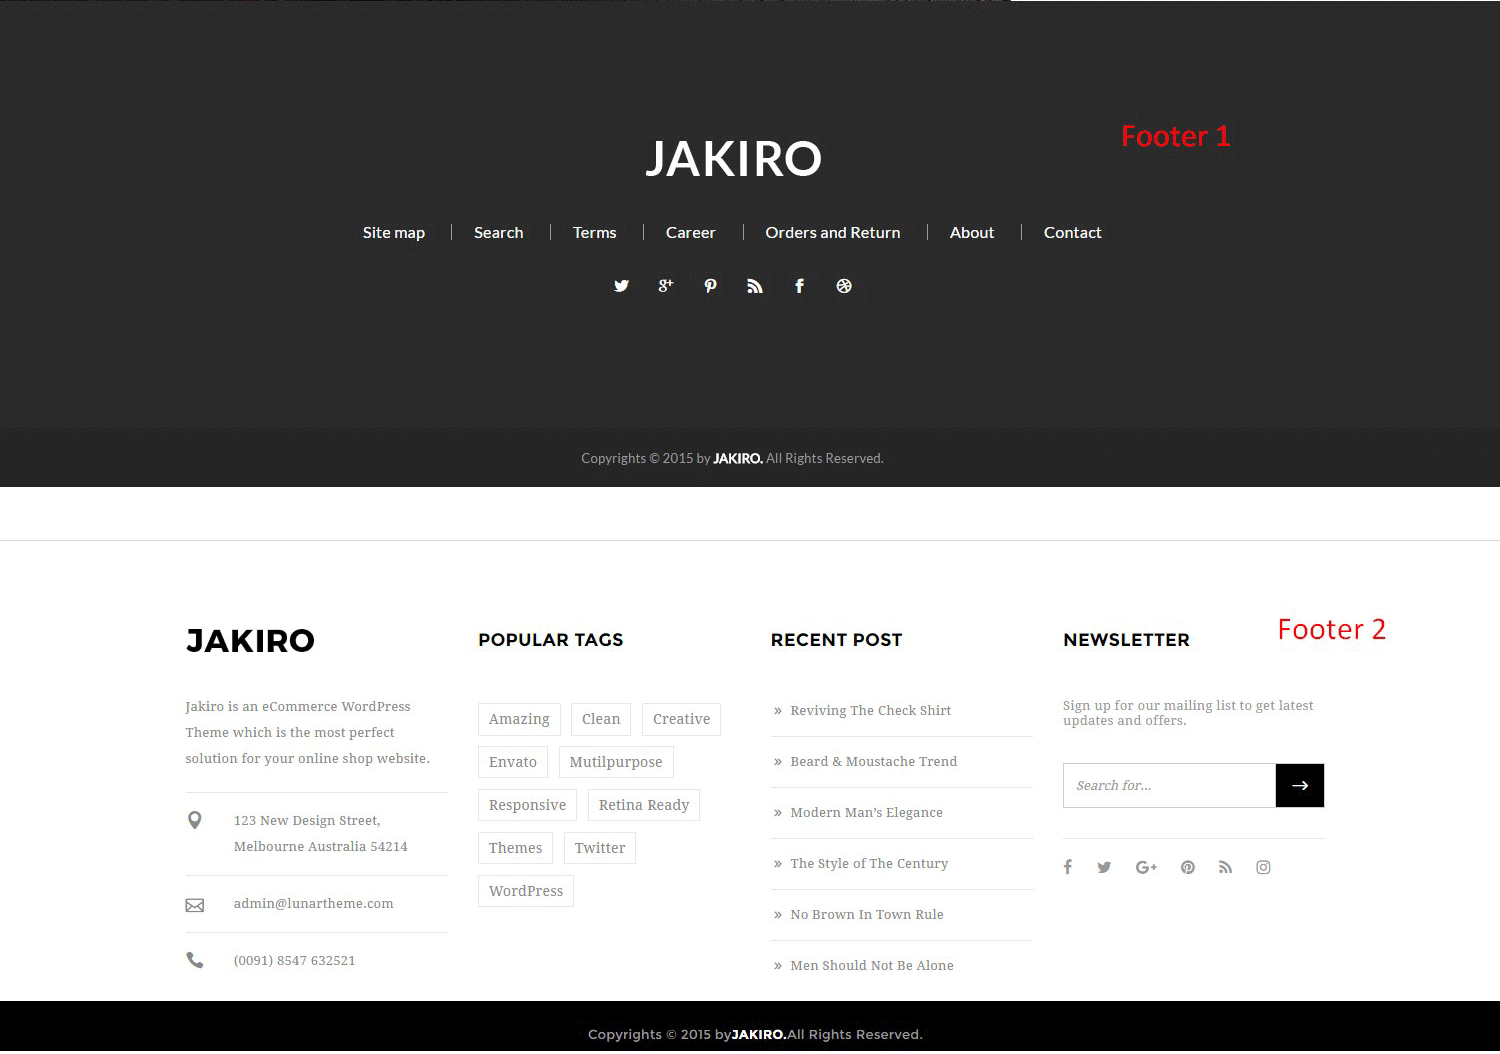 Footer 1
JAKIRO
Site map Search Terms Career Orders and Return About Contact
Copyrights © 2015 by JAKIRO. All Rights Reserved.
Footer 2
JAKIRO
Jakiro is an eCommerce WordPress
Theme which is the most perfect
solution for your online shop website.
123 New Design Street,
Melbourne Australia 54214
admin@lunartheme.com
(0091) 8547 632521
POPULAR TAGS
Amazing Clean Creative
Envato Mutilpurpose
Responsive Retina Ready
Themes Twitter
WordPress
RECENT POST
» Reviving The Check Shirt
» Beard & Moustache Trend
» Modern Man’s Elegance
» The Style of The Century
» No Brown In Town Rule
» Men Should Not Be Alone
NEWSLETTER
Sign up for our mailing list to get latest
updates and offers.
Search for...
Copyrights © 2015 byJAKIRO.All Rights Reserved.